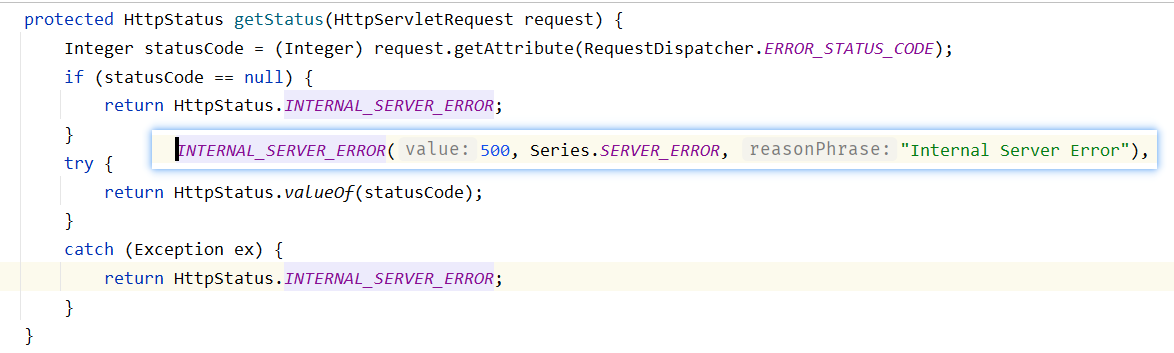 protected HttpStatus getStatus(HttpServletRequest request) {
Integer statusCode = (Integer) request.getAttribute(RequestDispatcher.ERROR_STATUS_CODE);
if (statusCode == null) {
return HttpStatus.INTERNAL_SERVER_ERROR;
}
INTERNAL_SERVER_ERROR( value: 500, Series.SERVER_ERROR, reasonPhrase: "Internal Server Error"),
try {
return HttpStatus.valueOf(statusCode);
}
catch (Exception ex) {
return HttpStatus.INTERNAL_SERVER_ERROR;
}
}